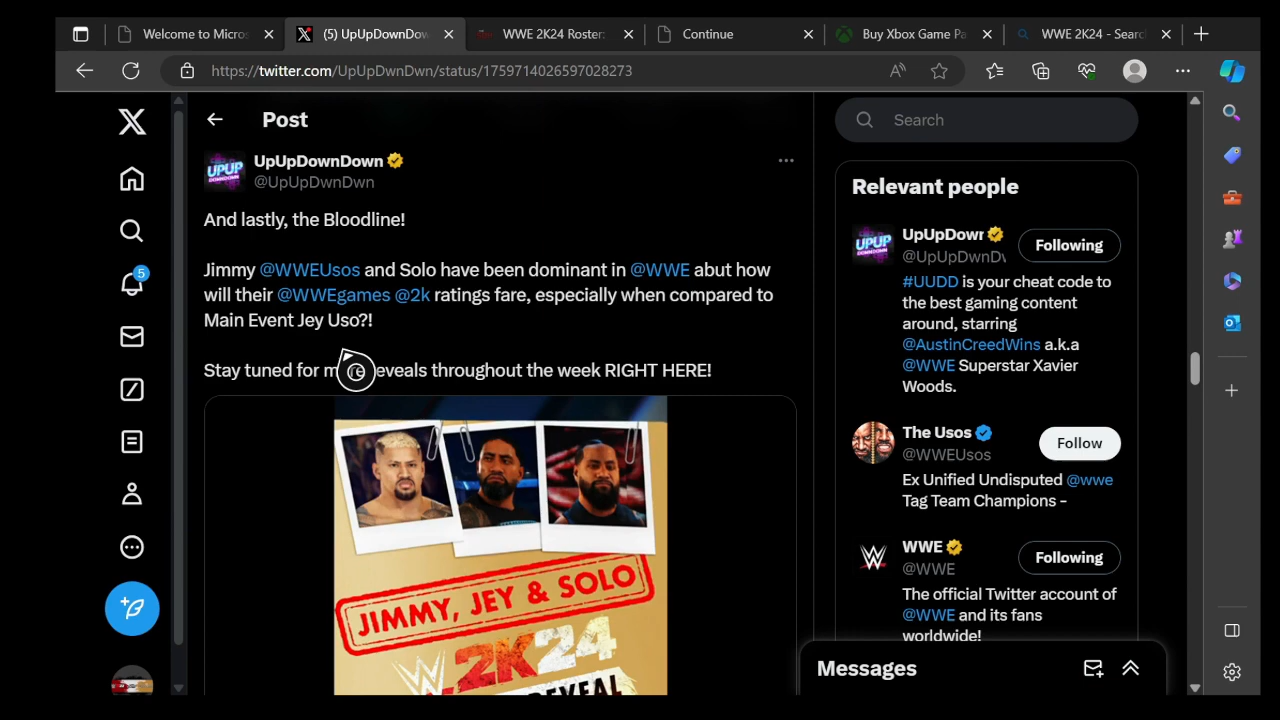 Welcome to Micros
(5) UpUpDownDow
WWE 2K24 Roster:
Continue
Buy Xbox Game Pa
WWE 2K24 - Searc
https://twitter.com/UpUpDwnDwn/status/1759714026597028273
Post
UpUpDownDown
@UpUpDwnDwn
And lastly, the Bloodline!
Jimmy @WWEUsos and Solo have been dominant in @WWE abut how
will their @WWEgames @2k ratings fare, especially when compared to
Main Event Jey Uso?!
Stay tuned for more reveals throughout the week RIGHT HERE!
JIMMY, JEY & SOLO
W 2K24
REVEAL
5
Search
Relevant people
UpUpDowr
@UpUpDwnDv
Following
#UUDD is your cheat code to
the best gaming content
around, starring
@AustinCreedWins a.k.a
@WWE Superstar Xavier
Woods.
The Usos
@WWEUsos
Follow
Ex Unified Undisputed @wwe
Tag Team Champions -
WWE
@WWE
Following
The official Twitter account of
@WWE and its fans
worldwide!
Messages